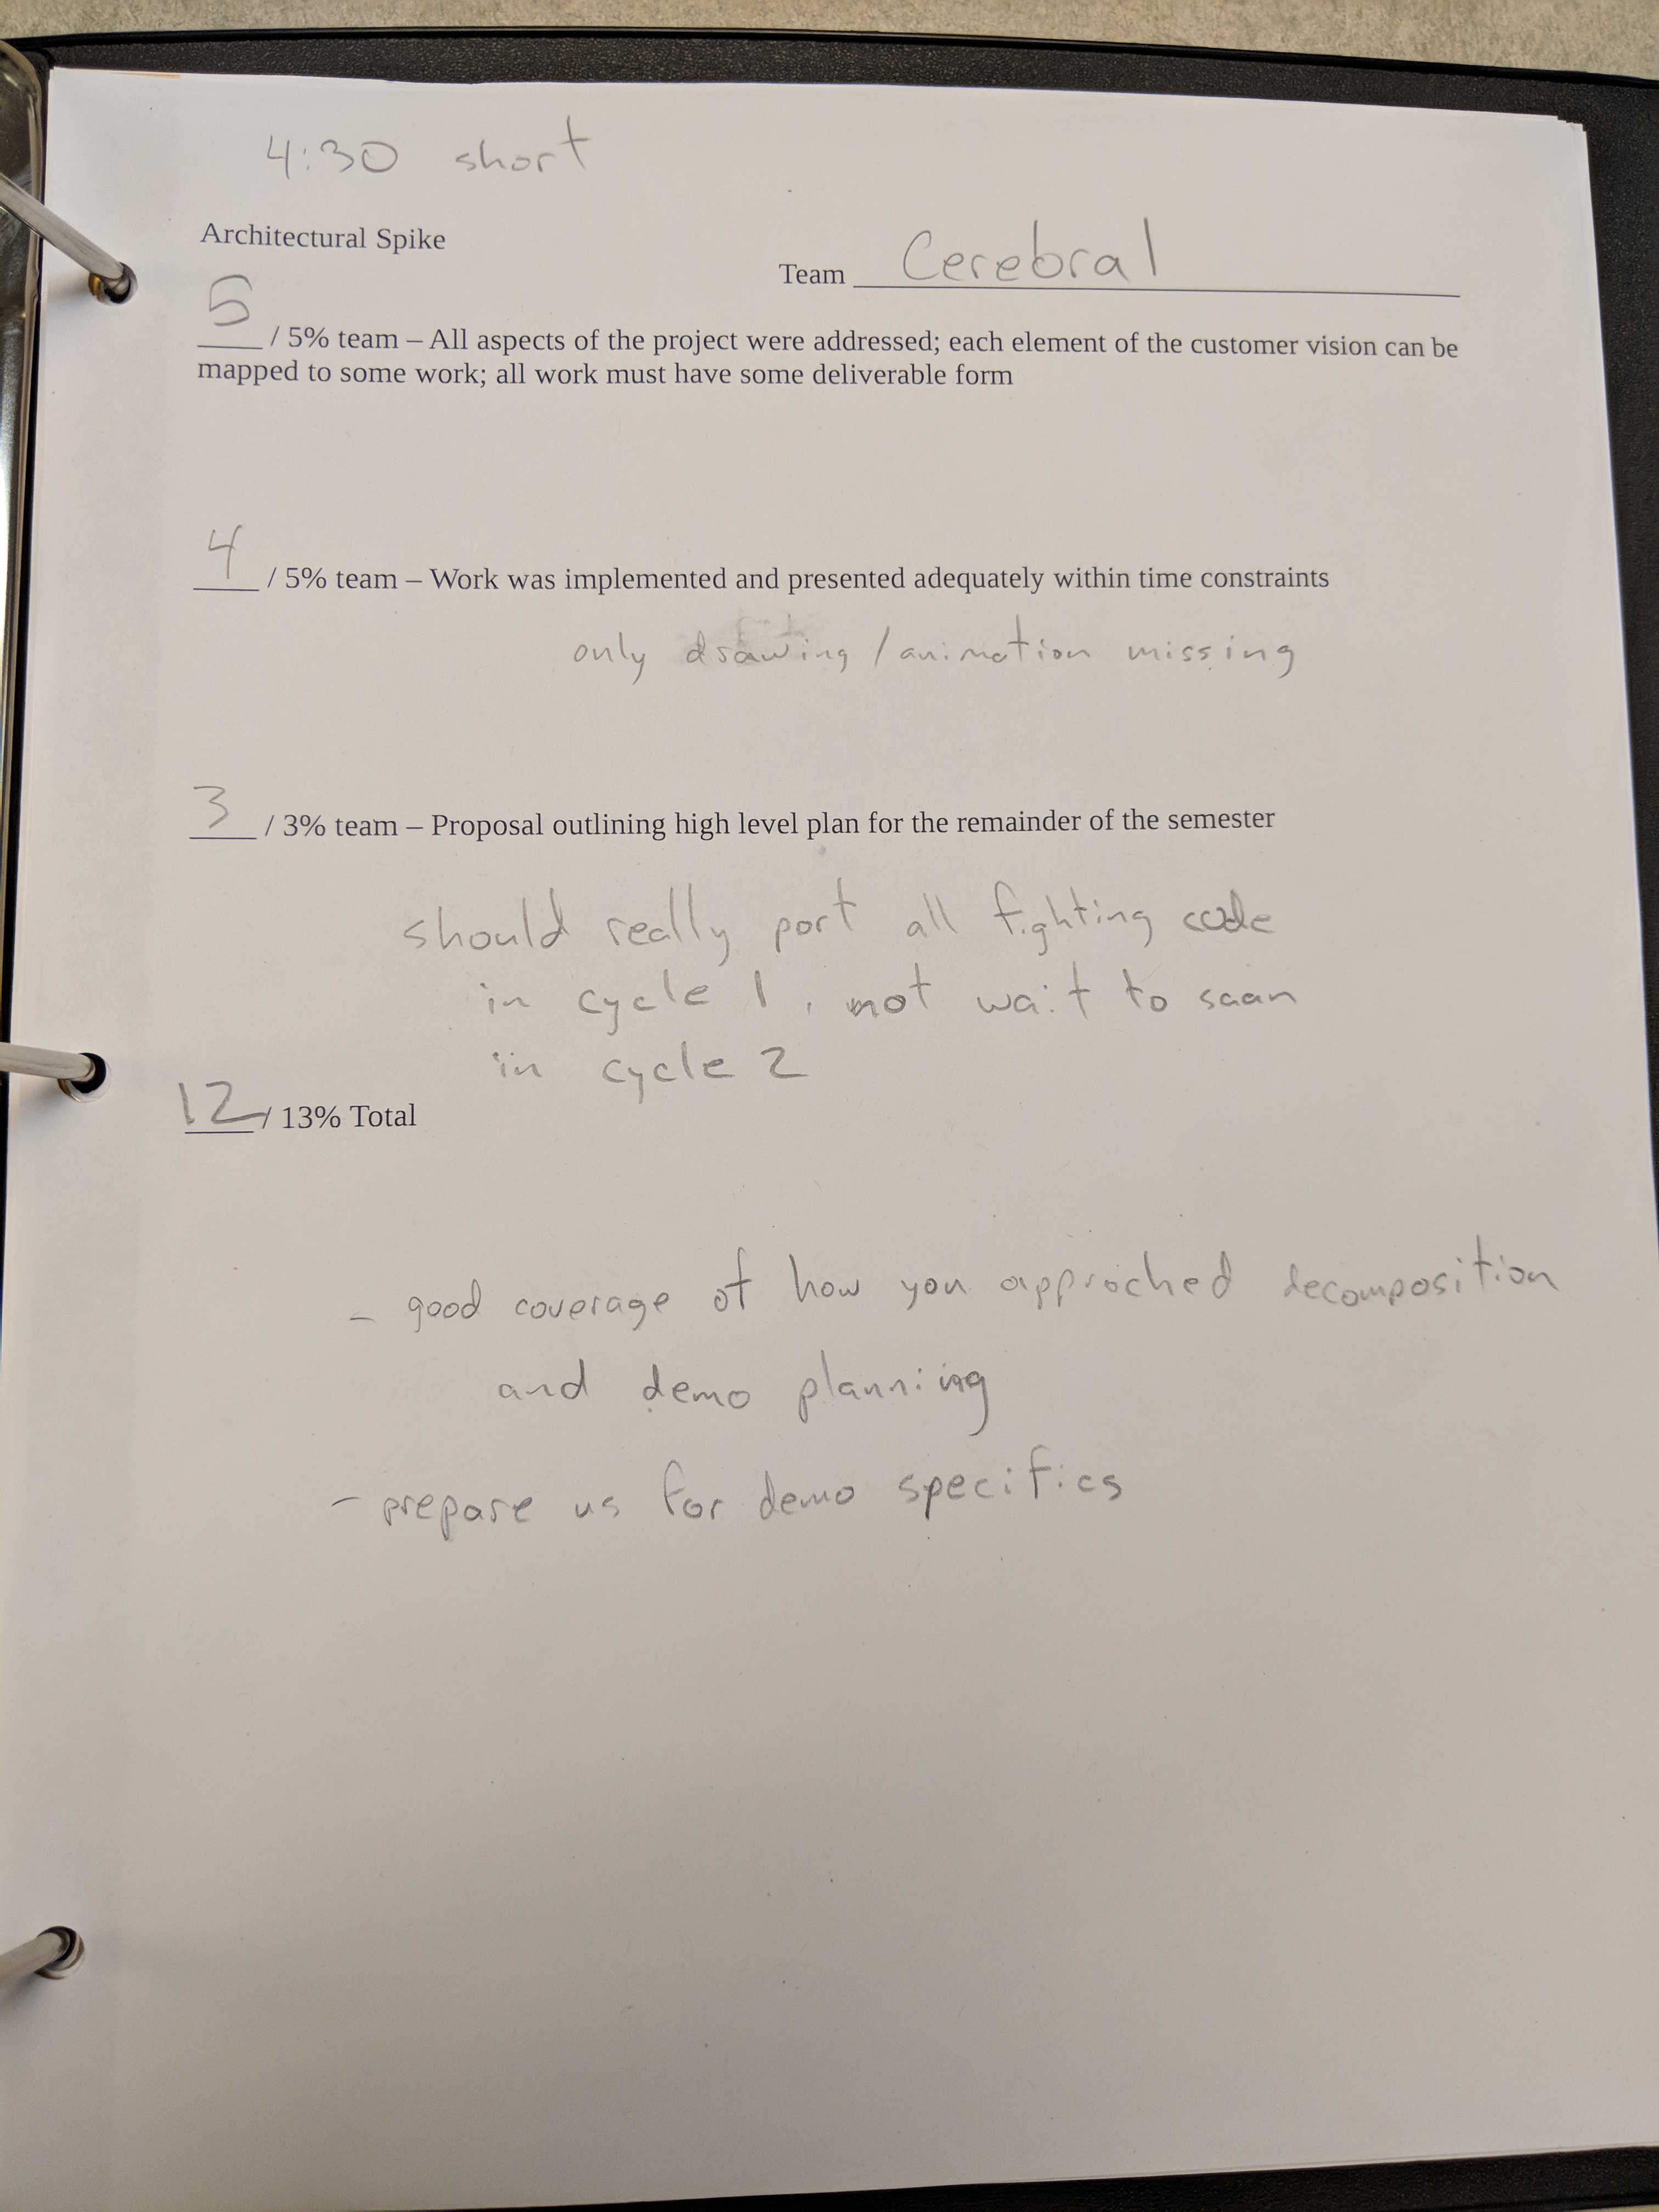 4:30 short
Architectural Spike
Team Cerebral
5 / 5% team – All aspects of the project were addressed; each element of the customer vision can be
mapped to some work; all work must have some deliverable form
4 / 5% team – Work was implemented and presented adequately within time constraints
only drawing / animation missing
3 / 3% team – Proposal outlining high level plan for the remainder of the semester
should really port all fighting code
in cycle 1, not wait to
in cycle 2
12 / 13% Total
- good coverage of how you approched decomposition
and demo planning
- prepare us for demo specifics